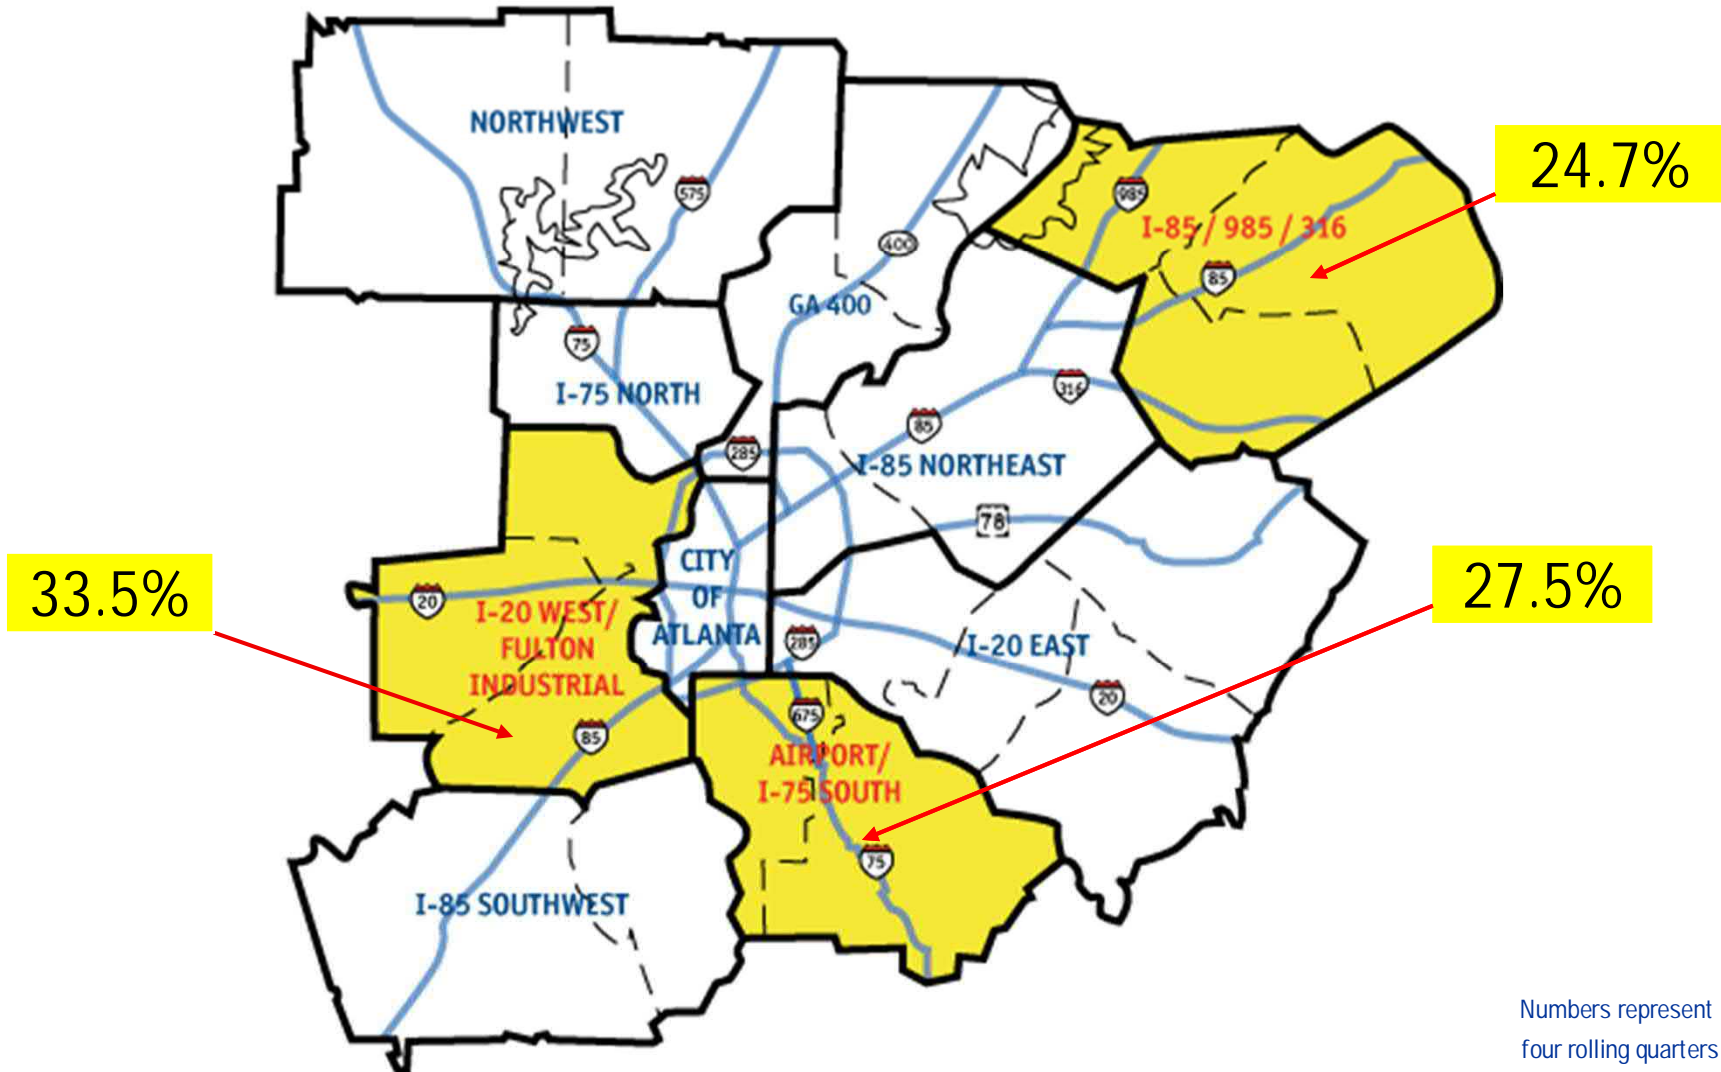 NORTHWEST
575
985
24.7%
I-85 / 985 / 316
400
85
GA 400
75
I-75 NORTH
316
85
285
I-85 NORTHEAST
78
CITY
OF
ATLANTA
33.5%
20
I-20 WEST/
FULTON
INDUSTRIAL
27.5%
285
I-20 EAST
20
85
675
AIRPORT/
I-75 SOUTH
75
I-85 SOUTHWEST
Numbers represent
four rolling quarters